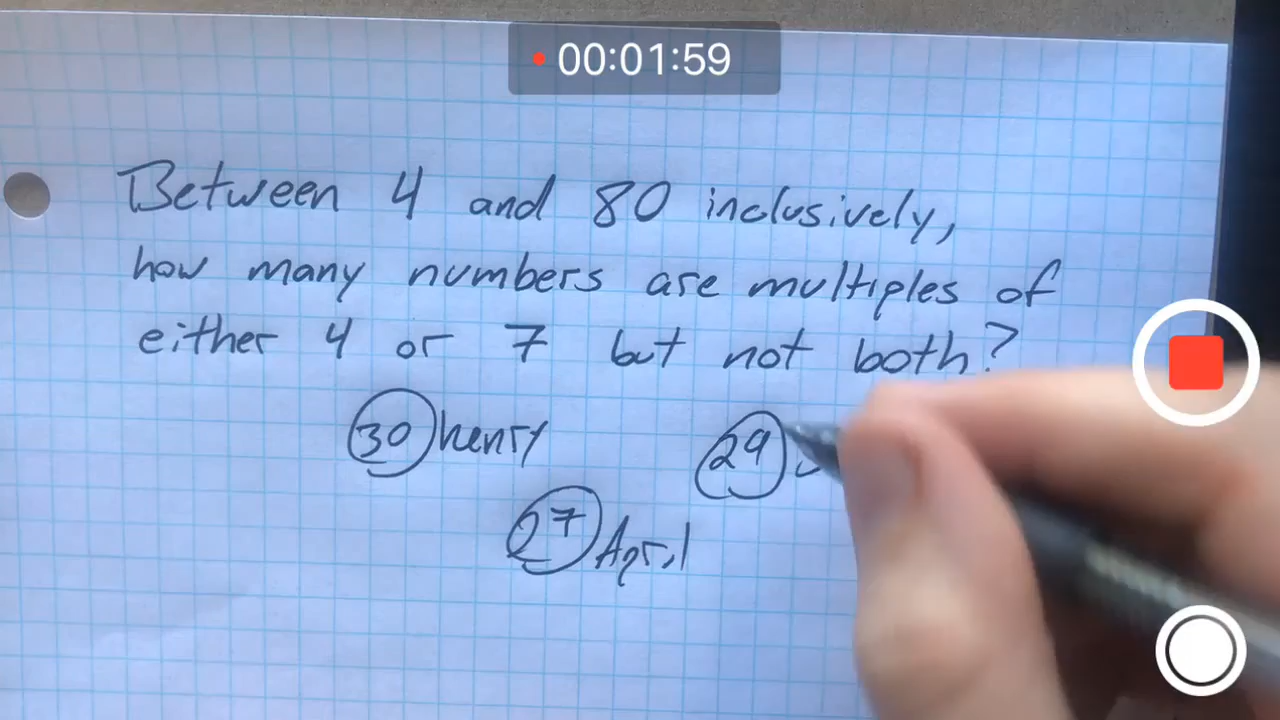 00:01:59
Between 4 and 80 inclusively,
how many numbers are multiples of
either 4 or 7 but not both?
30 henry 29
27 April